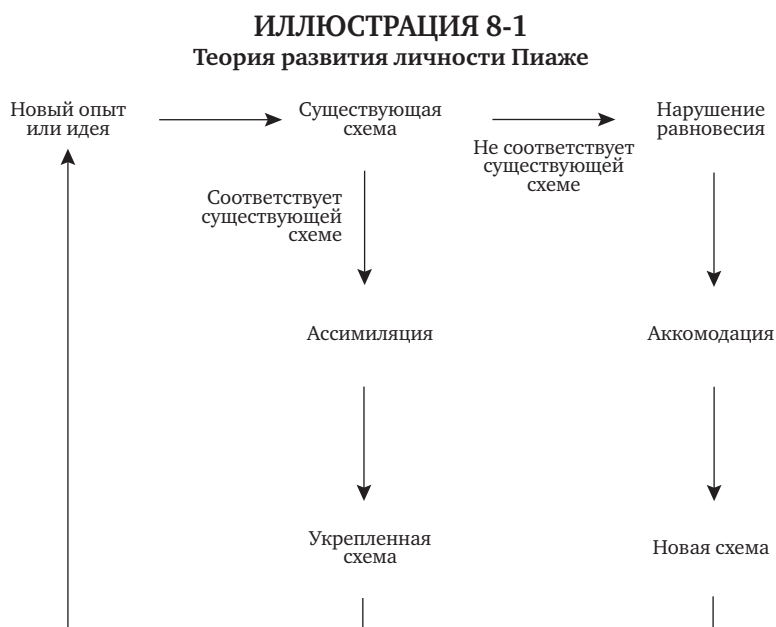 ИЛЛЮСТРАЦИЯ 8-1
Теория развития личности Пиаже
Новый опыт
или идея
Существующая
схема
Нарушение
равновесия
Не соответствует
существующей
схеме
Соответствует
существующей
схеме
Ассимиляция
Аккомодация
Укрепленная
схема
Новая схема